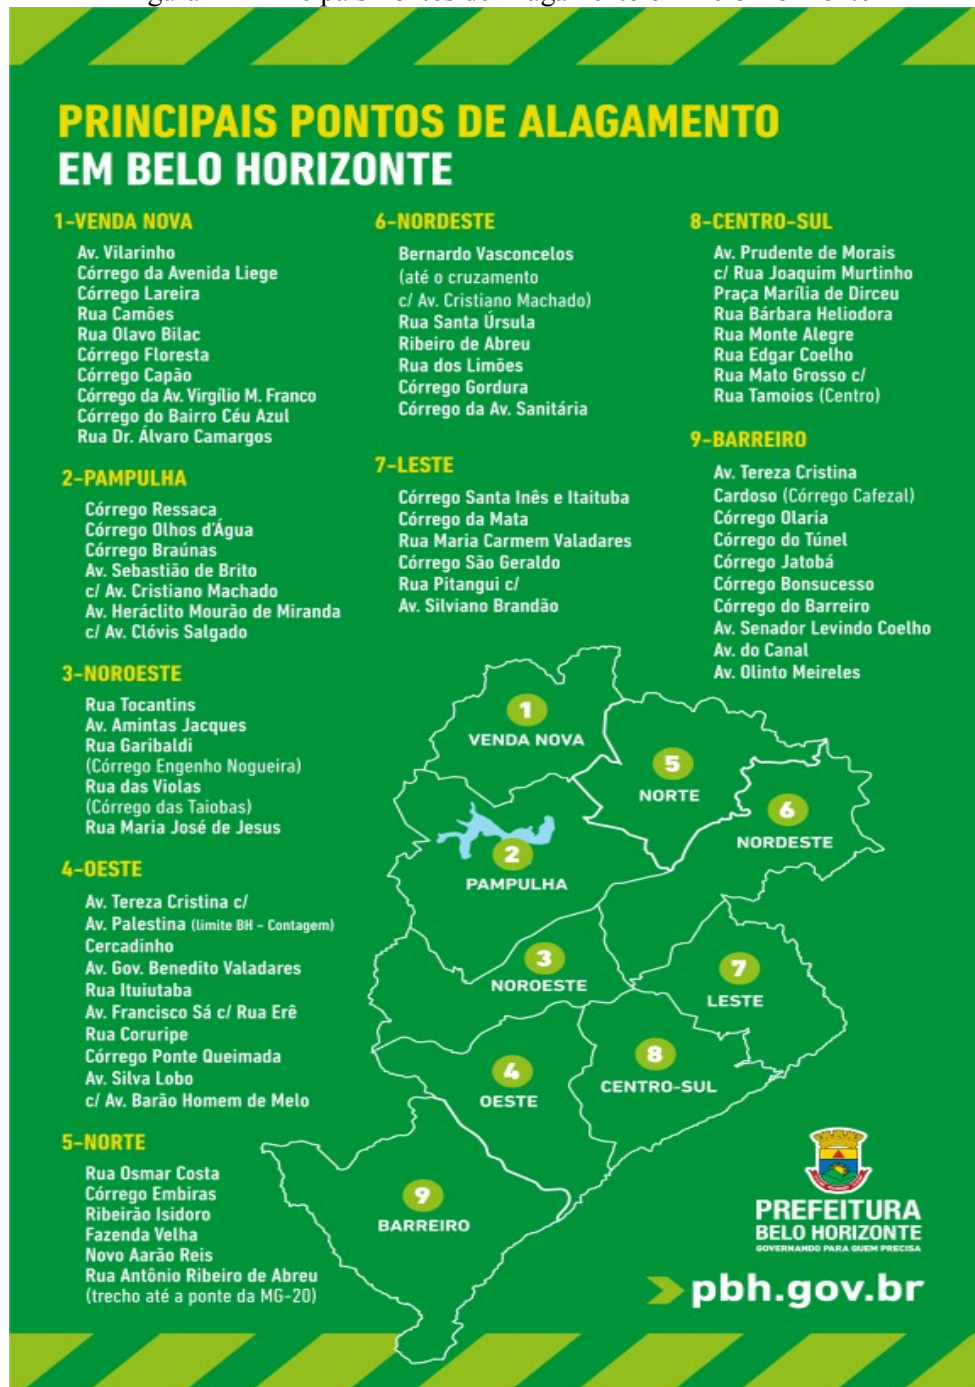 PRINCIPAIS PONTOS DE ALAGAMENTO
EM BELO HORIZONTE
1-VENDA NOVA
Av. Vilarinho
Córrego da Avenida Liege
Córrego Lareira
Rua Camões
Rua Olavo Bilac
Córrego Floresta
Córrego Capão
Córrego da Av. Virgílio M. Franco
Córrego do Bairro Céu Azul
Rua Dr. Álvaro Camargos
2-PAMPULHA
Córrego Ressaca
Córrego Olhos d'Água
Córrego Braúnas
Av. Sebastião de Brito
c/ Av. Cristiano Machado
Av. Heráclito Mourão de Miranda
c/ Av. Clóvis Salgado
3-NOROESTE
Rua Tocantins
Av. Amintas Jacques
Rua Garibaldi
(Córrego Engenho Nogueira)
Rua das Violas
(Córrego das Taiobas)
Rua Maria José de Jesus
4-OESTE
Av. Tereza Cristina c/
Av. Palestina (limite BH - Contagem)
Cercadinho
Av. Gov. Benedito Valadares
Rua Ituiutaba
Av. Francisco Sá c/ Rua Erê
Rua Coruripe
Córrego Ponte Queimada
Av. Silva Lobo
c/ Av. Barão Homem de Melo
5-NORTE
Rua Osmar Costa
Córrego Embiras
Ribeirão Isidoro
Fazenda Velha
Novo Aarão Reis
Rua Antônio Ribeiro de Abreu
(trecho até a ponte da MG-20)
6-NORDESTE
Bernardo Vasconcelos
(até o cruzamento
c/ Av. Cristiano Machado)
Rua Santa Úrsula
Ribeiro de Abreu
Rua dos Limões
Córrego Gordura
Córrego da Av. Sanitária
7-LESTE
Córrego Santa Inês e Itaituba
Córrego da Mata
Rua Maria Carmem Valadares
Córrego São Geraldo
Rua Pitangui c/
Av. Silviano Brandão
8-CENTRO-SUL
Av. Prudente de Morais
c/ Rua Joaquim Murtinho
Praça Marília de Dirceu
Rua Bárbara Heliodora
Rua Monte Alegre
Rua Edgar Coelho
Rua Mato Grosso c/
Rua Tamoios (Centro)
9-BARREIRO
Av. Tereza Cristina
Cardoso (Córrego Cafezal)
Córrego Olaria
Córrego do Túnel
Córrego Jatobá
Córrego Bonsucesso
Córrego do Barreiro
Av. Senador Levindo Coelho
Av. do Canal
Av. Olinto Meireles
1
VENDA NOVA
5
NORTE
6
NORDESTE
2
PAMPULHA
3
NOROESTE
7
LESTE
8
CENTRO-SUL
4
OESTE
9
BARREIRO
PREFEITURA
BELO HORIZONTE
GOVERNANDO PARA QUEM PRECISA
pbh.gov.br